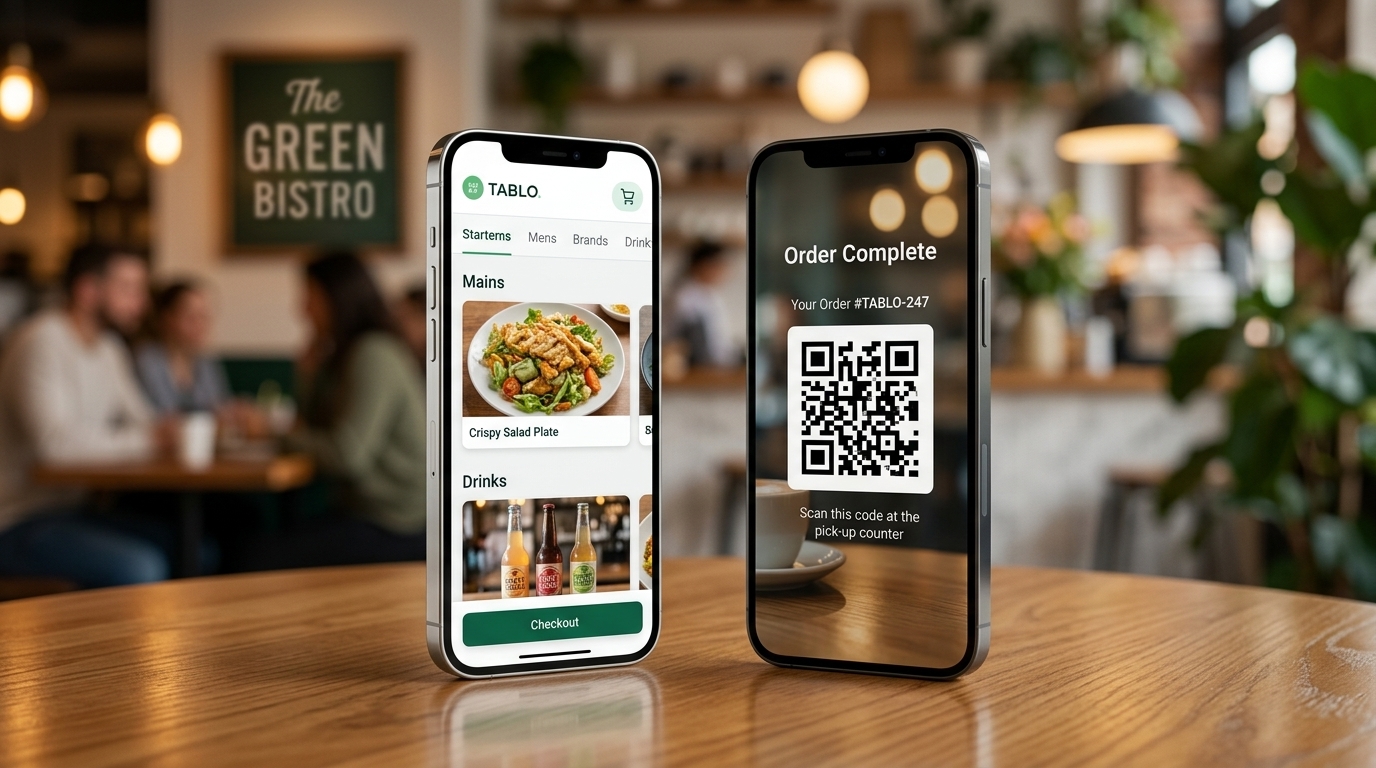 The
GREEN
BISTRO
TABLO.
Starterns Mens Brands Drink
Mains
Crispy Salad Plate
Drinks
Checkout
Order Complete
Your Order #TABLO-247
Scan this code at the
pick-up counter